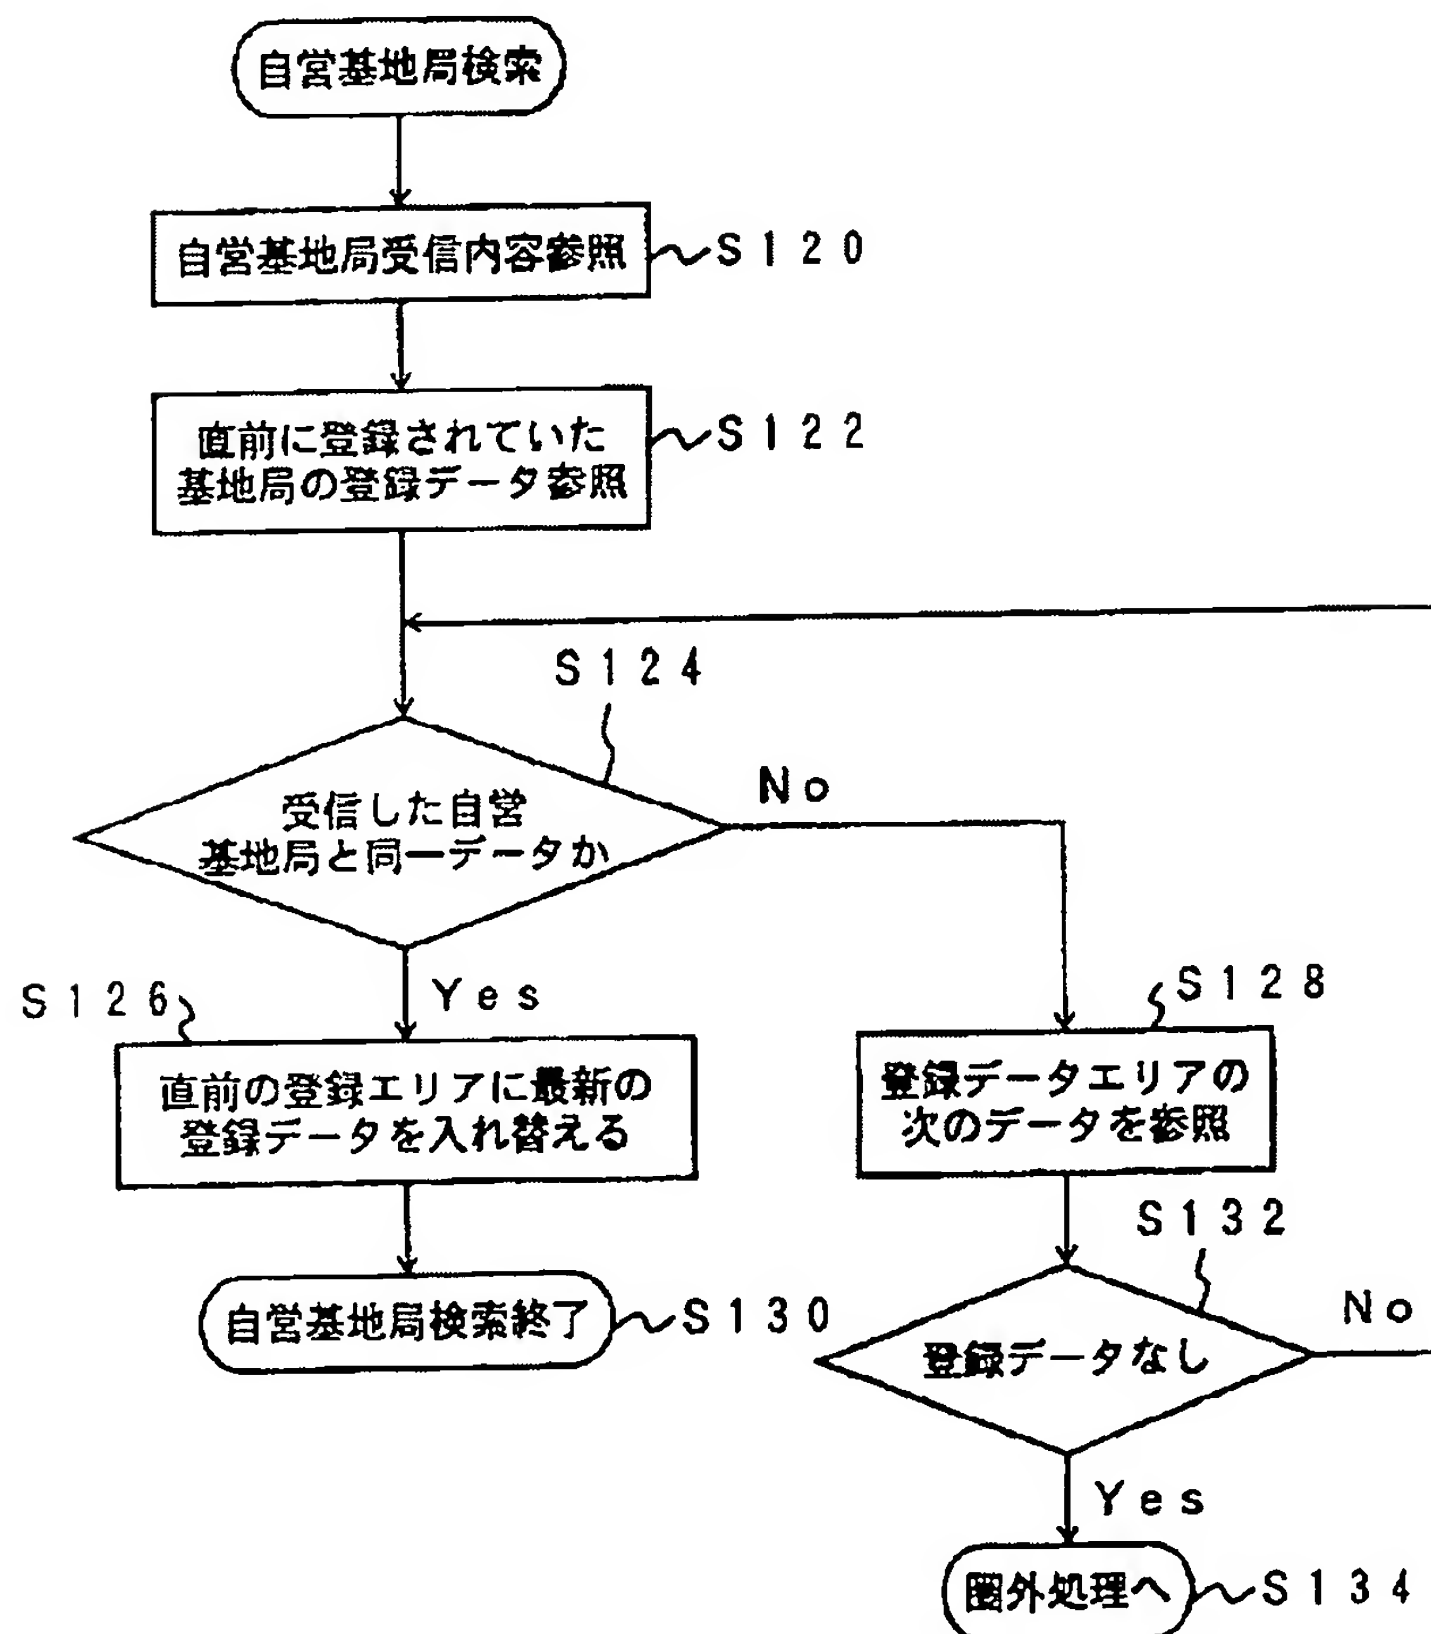 自営基地局検索
自営基地局受信内容参照
S120
直前に登録されていた
基地局の登録データ参照
S122
S124
受信した自営
基地局と同一データか
No
Yes
S126
直前の登録エリアに最新の
登録データを入れ替える
S128
登録データエリアの
次のデータを参照
自営基地局検索終了
S130
S132
登録データなし
No
Yes
圏外処理へ
S134